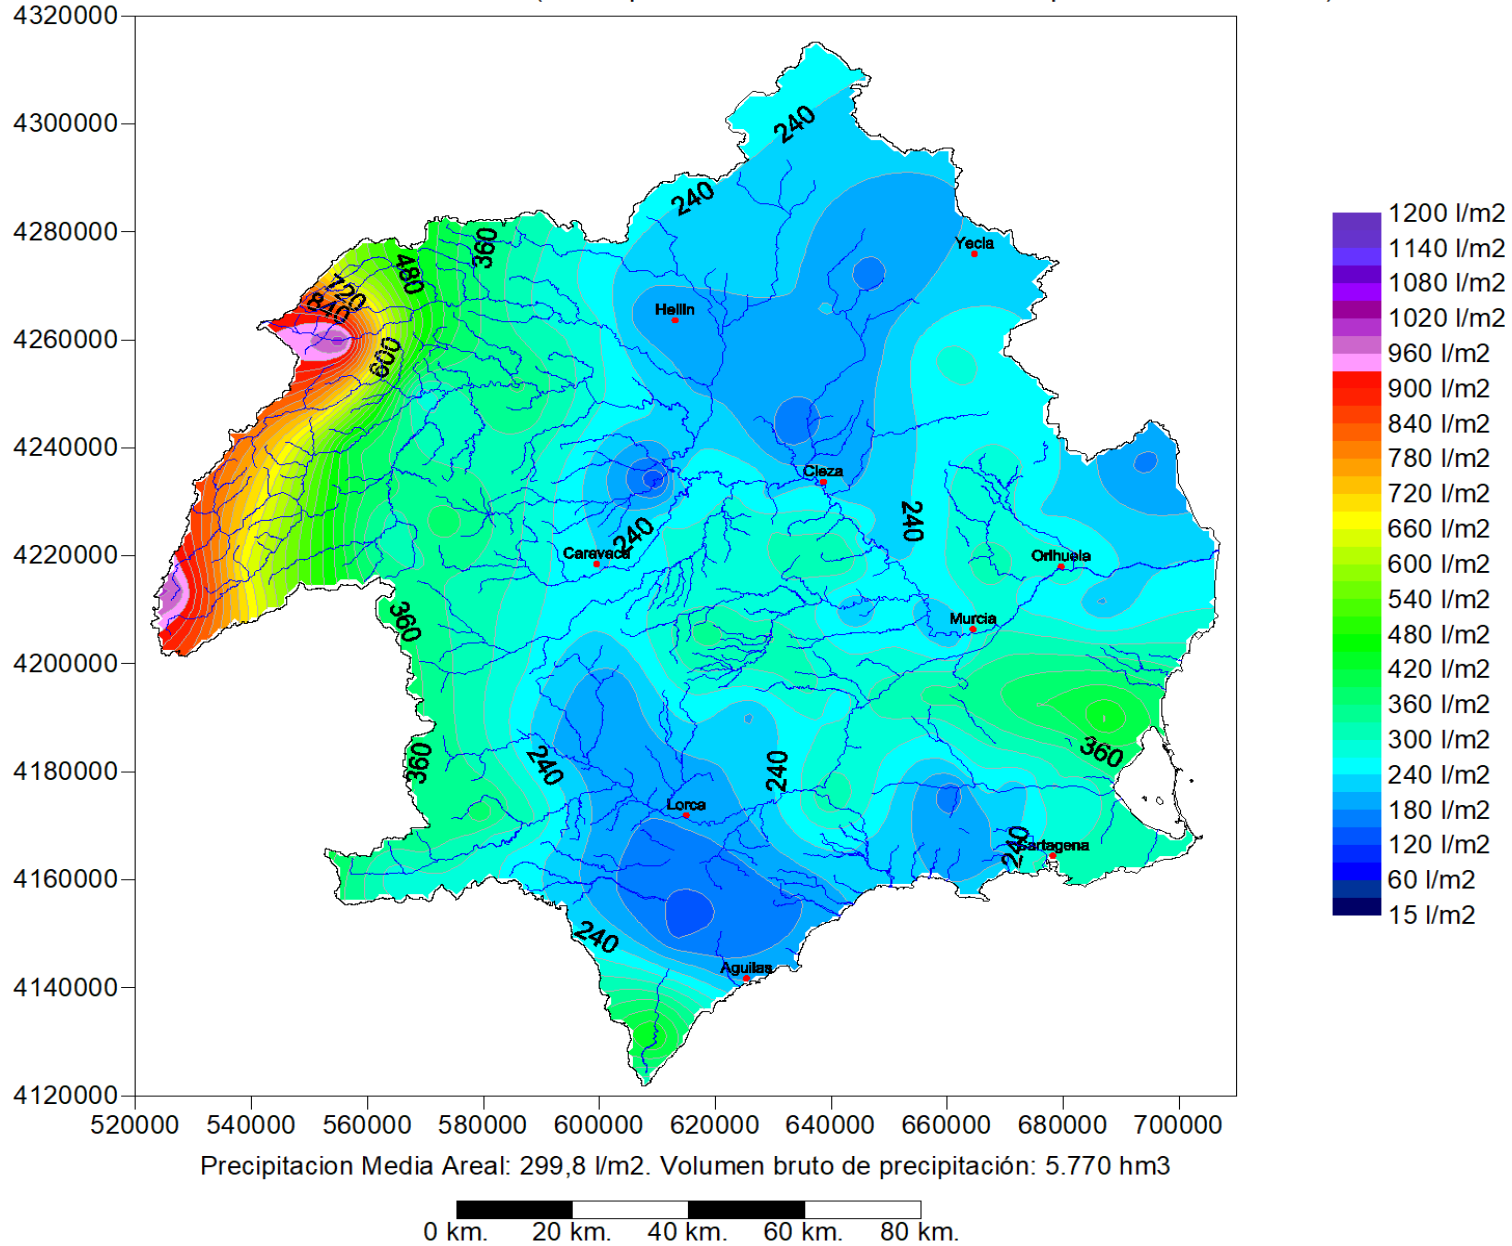 4320000
4300000
240
240
4280000
360
Yecla
480
720
840
Hellin
4260000
600
4240000
Cieza
240
240
4220000
Caravaca
Orihuela
360
Murcia
4200000
360
360
240
240
4180000
Lorca
240
Cartagena
4160000
240
Aguilas
4140000
4120000
520000 540000 560000 580000 600000 620000 640000 660000 680000 700000
1200 l/m2
1140 l/m2
1080 l/m2
1020 l/m2
960 l/m2
900 l/m2
840 l/m2
780 l/m2
720 l/m2
660 l/m2
600 l/m2
540 l/m2
480 l/m2
420 l/m2
360 l/m2
300 l/m2
240 l/m2
180 l/m2
120 l/m2
60 l/m2
15 l/m2
Precipitacion Media Areal: 299,8 l/m2. Volumen bruto de precipitación: 5.770 hm3
0 km. 20 km. 40 km. 60 km. 80 km.